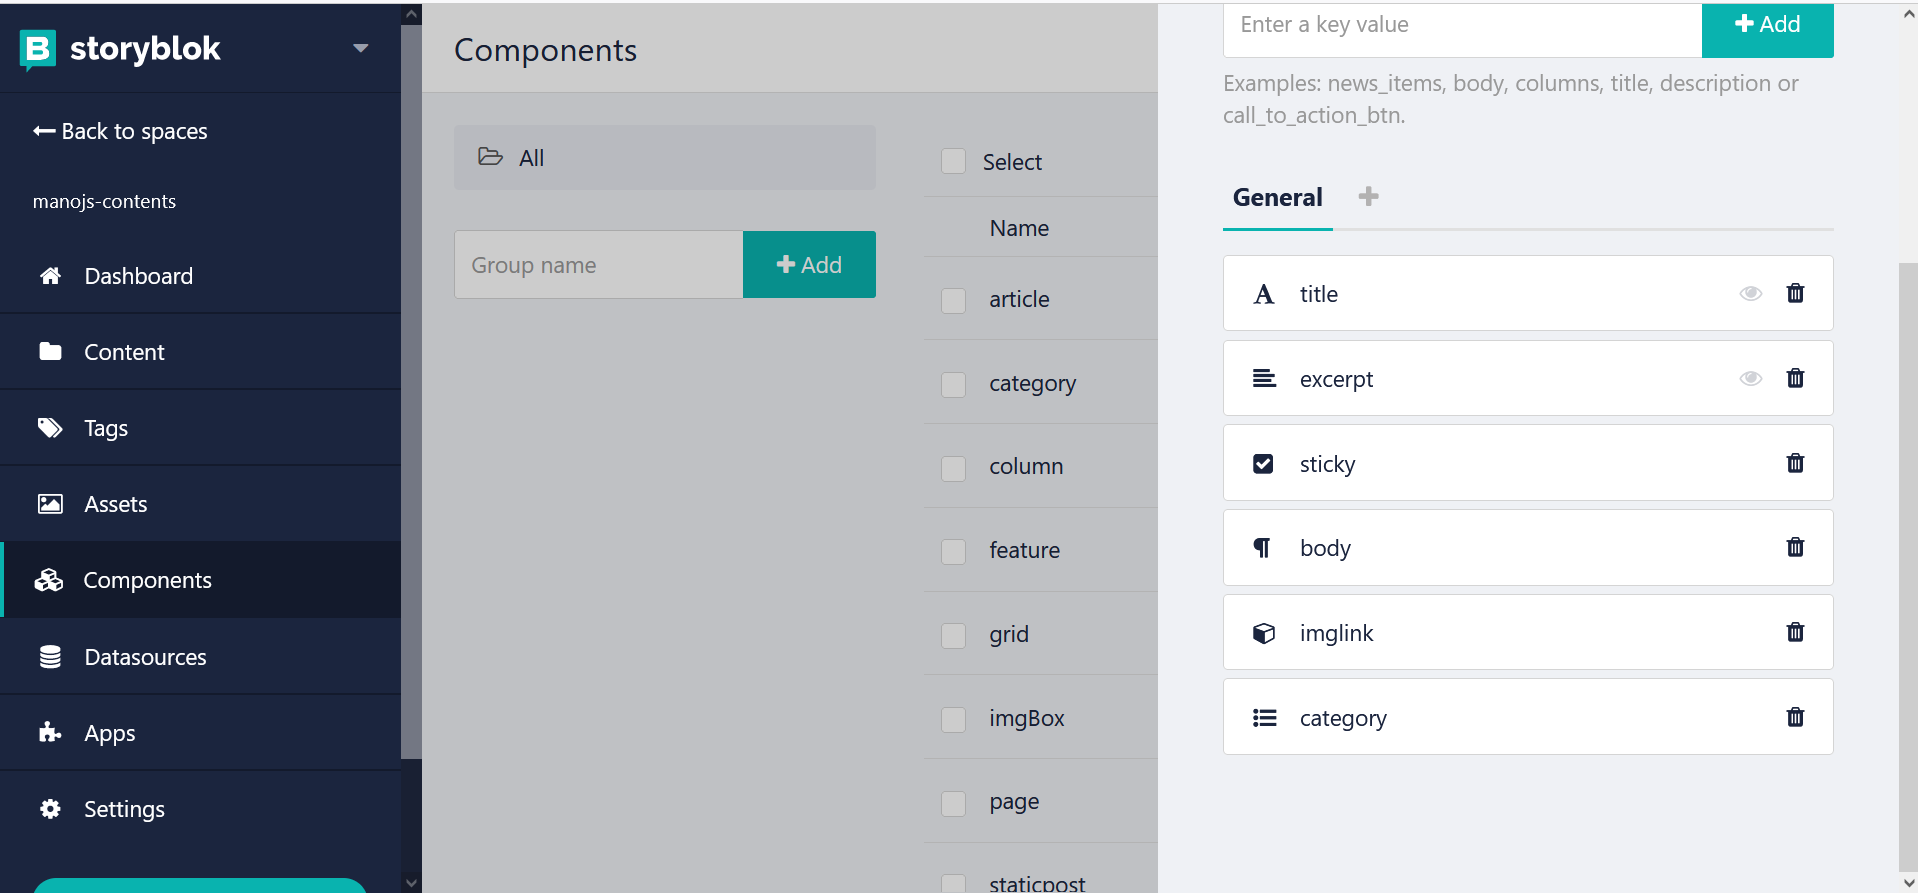 storyblok
Back to spaces
manojs-contents
Dashboard
Content
Tags
Assets
Components
Datasources
Apps
Settings
Components
All
Group name
Add
Select
Name
article
category
column
feature
grid
imgBox
page
staticpost
Enter a key value
Add
Examples: news_items, body, columns, title, description or
call_to_action_btn.
General
title
excerpt
sticky
body
imglink
category